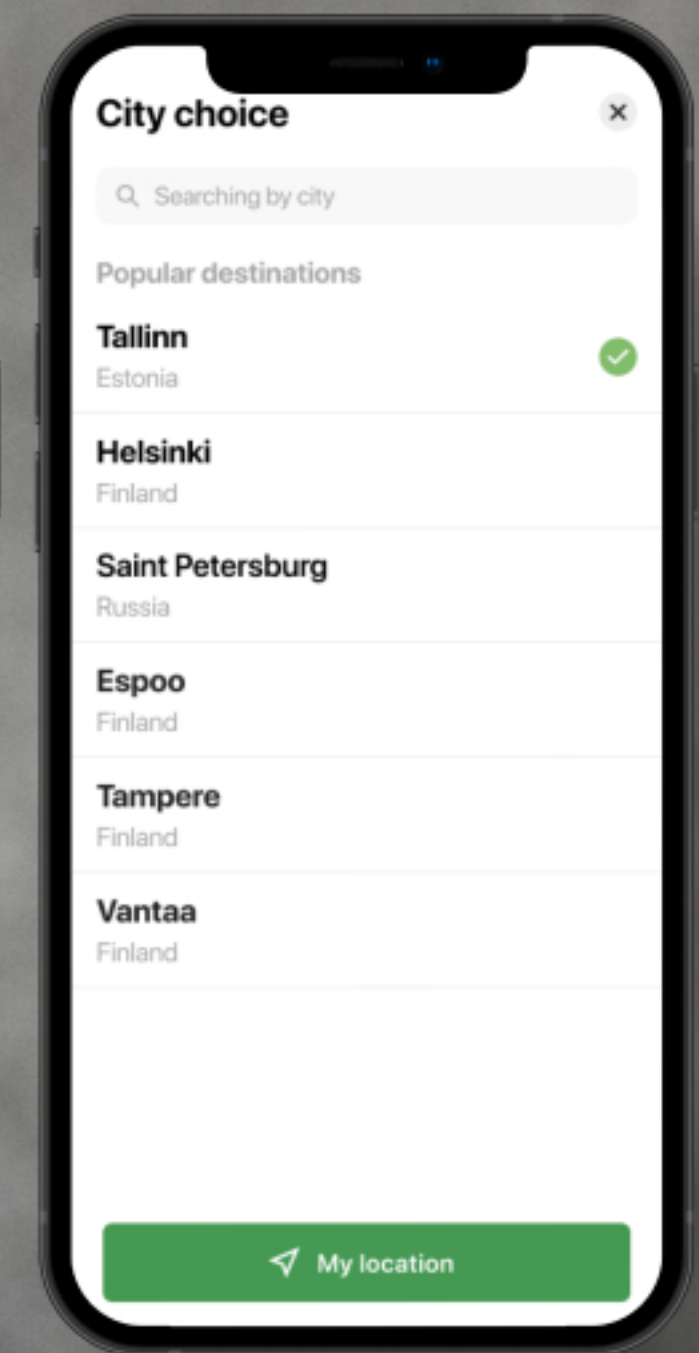 City choice
Searching by city
Popular destinations
Tallinn
Estonia
Helsinki
Finland
Saint Petersburg
Russia
Espoo
Finland
Tampere
Finland
Vantaa
Finland
My location